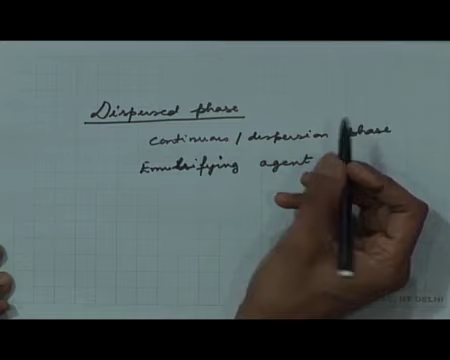 Dispersed phase
continuous / dispersion phase
Emulsifying agent
IIT DELHI